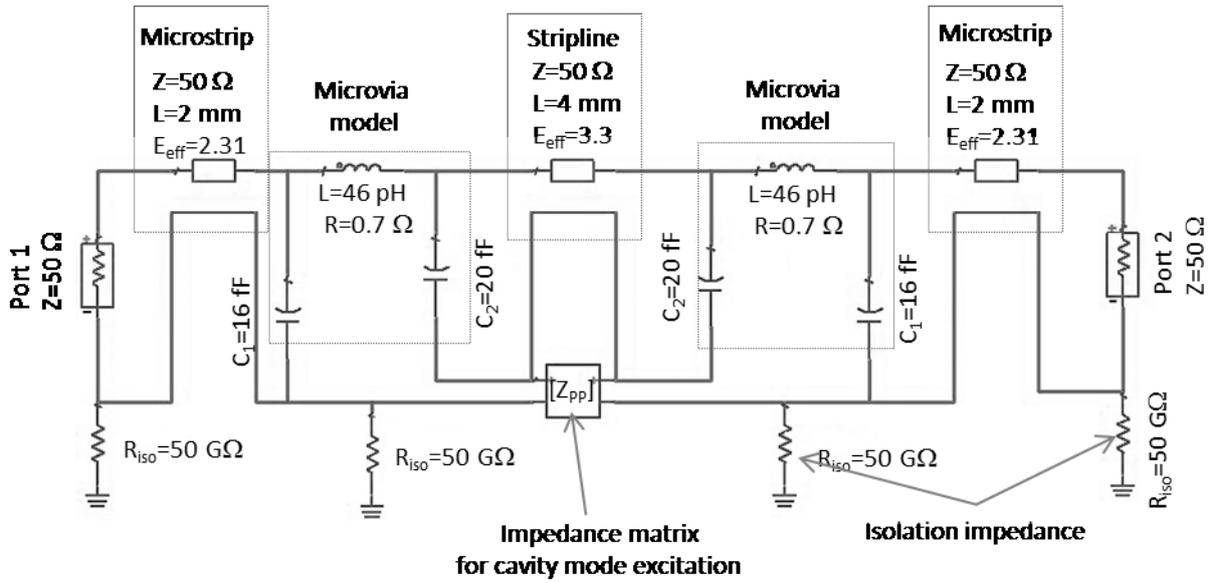 Microstrip
Z=50 Ω
L=2 mm
Eeff=2.31
Microvia
model
L=46 pH
R=0.7 Ω
Stripline
Z=50 Ω
L=4 mm
Eeff=3.3
Microvia
model
L=46 pH
R=0.7 Ω
Microstrip
Z=50 Ω
L=2 mm
Eeff=2.31
Port 1
Z=50 Ω
+
-
C1=16 fF
C2=20 fF
C2=20 fF
C1=16 fF
+
-
Port 2
Z=50 Ω
[ZPP]
Riso=50 GΩ
Riso=50 GΩ
Riso=50 GΩ
Riso=50 GΩ
Impedance matrix
for cavity mode excitation
Isolation impedance